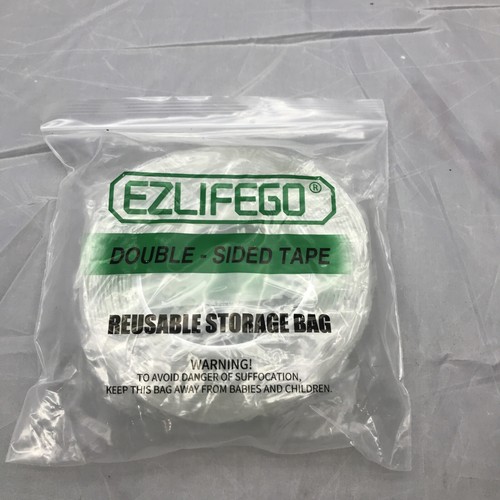 EZLIFEGO®
DOUBLE - SIDED TAPE
REUSABLE STORAGE BAG
WARNING!
TO AVOID DANGER OF SUFFOCATION,
KEEP THIS BAG AWAY FROM BABIES AND CHILDREN.